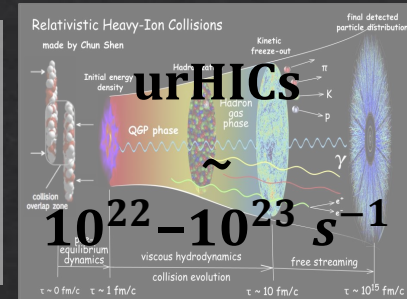 Relativistic Heavy-Ion Collisions
made by Chun Shen
final detected
particle distributions
Kinetic
freeze-out
Initial energy
density
urHICs
π
K
p
QGP phase
Hadron
gas
phase
~
γ
collision
overlap zone
10²²−10²³ s⁻¹
equilibrium
dynamics
viscous hydrodynamics
free streaming
collision evolution
τ ~ 0 fm/c
τ ~ 1 fm/c
τ ~ 10 fm/c
τ ~ 10¹⁵ fm/c